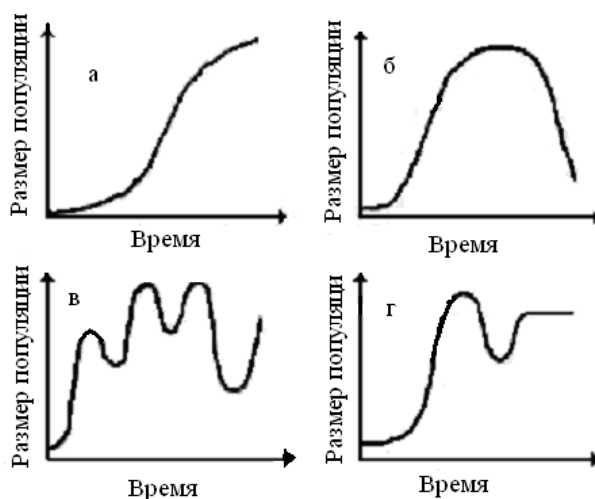 Размер популяции
а
Время
Размер популяции
б
Время
Размер популяции
в
Время
Размер популяци
г
Время